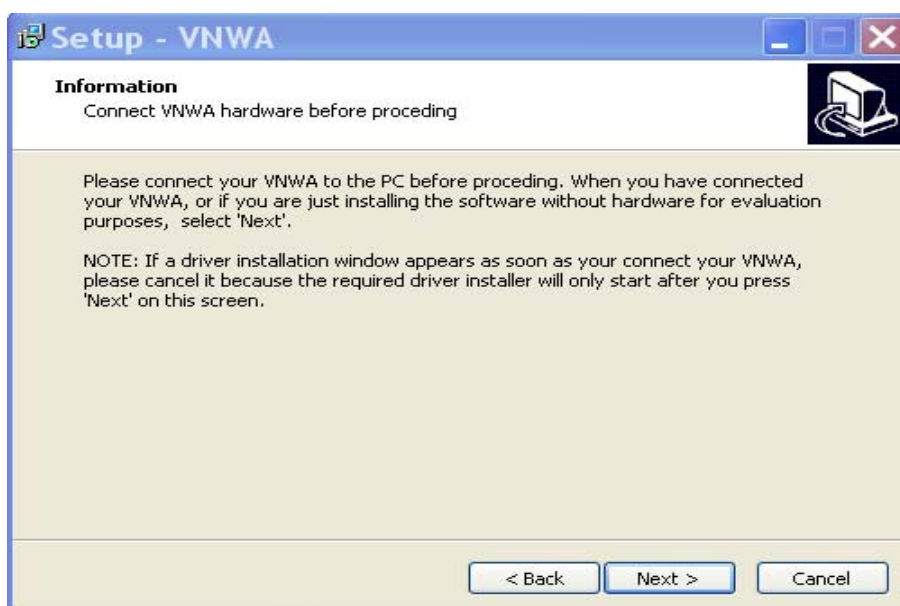 Setup - VNWA
Information
Connect VNWA hardware before proceding
Please connect your VNWA to the PC before proceding. When you have connected
your VNWA, or if you are just installing the software without hardware for evaluation
purposes,  select 'Next'.
NOTE: If a driver installation window appears as soon as your connect your VNWA,
please cancel it because the required driver installer will only start after you press
'Next' on this screen.
< Back
Next >
Cancel